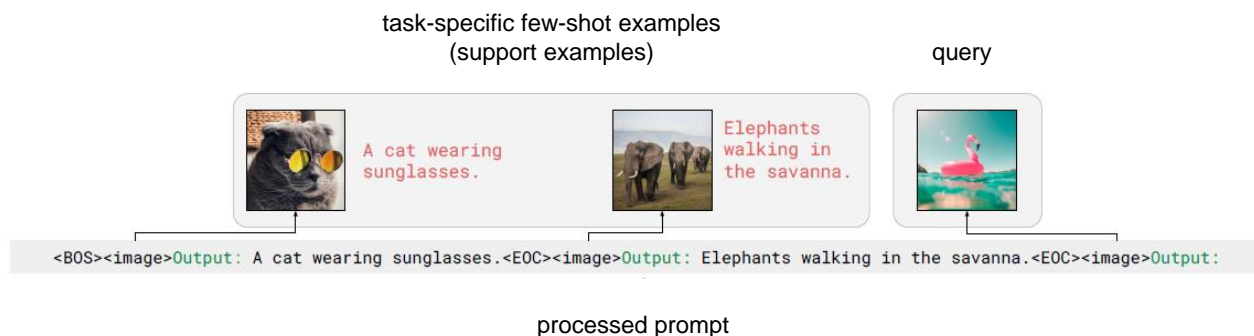 task-specific few-shot examples
(support examples)
query
A cat wearing
sunglasses.
Elephants
walking in
the savanna.
<BOS><image>Output: A cat wearing sunglasses.<EOC><image>Output: Elephants walking in the savanna.<EOC><image>Output:
processed prompt